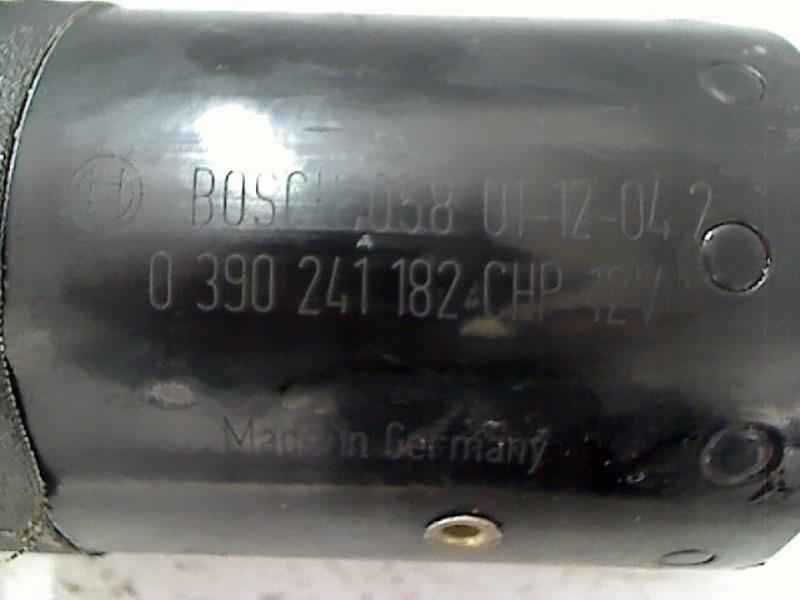 BOSCH 058 01-12-04 2
0 390 241 182 CHP 12V
Made in Germany